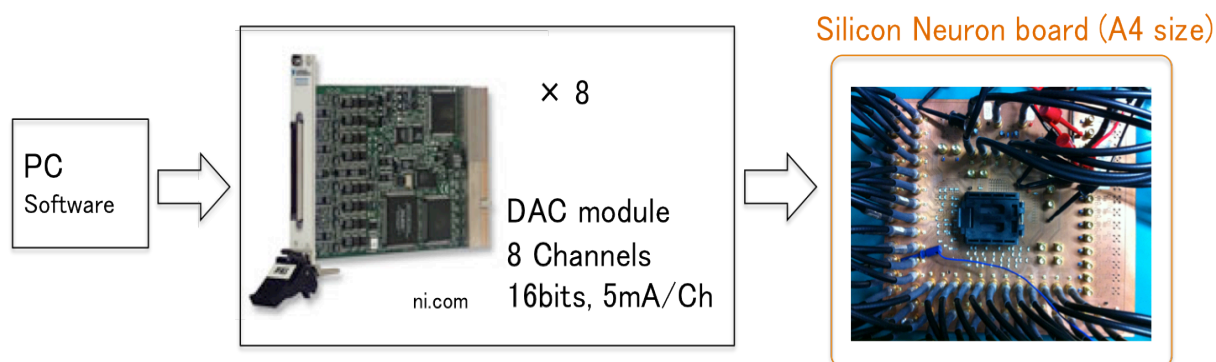 Silicon Neuron board (A4 size)
× 8
PC
Software
DAC module
8 Channels
16bits, 5mA/Ch
ni.com